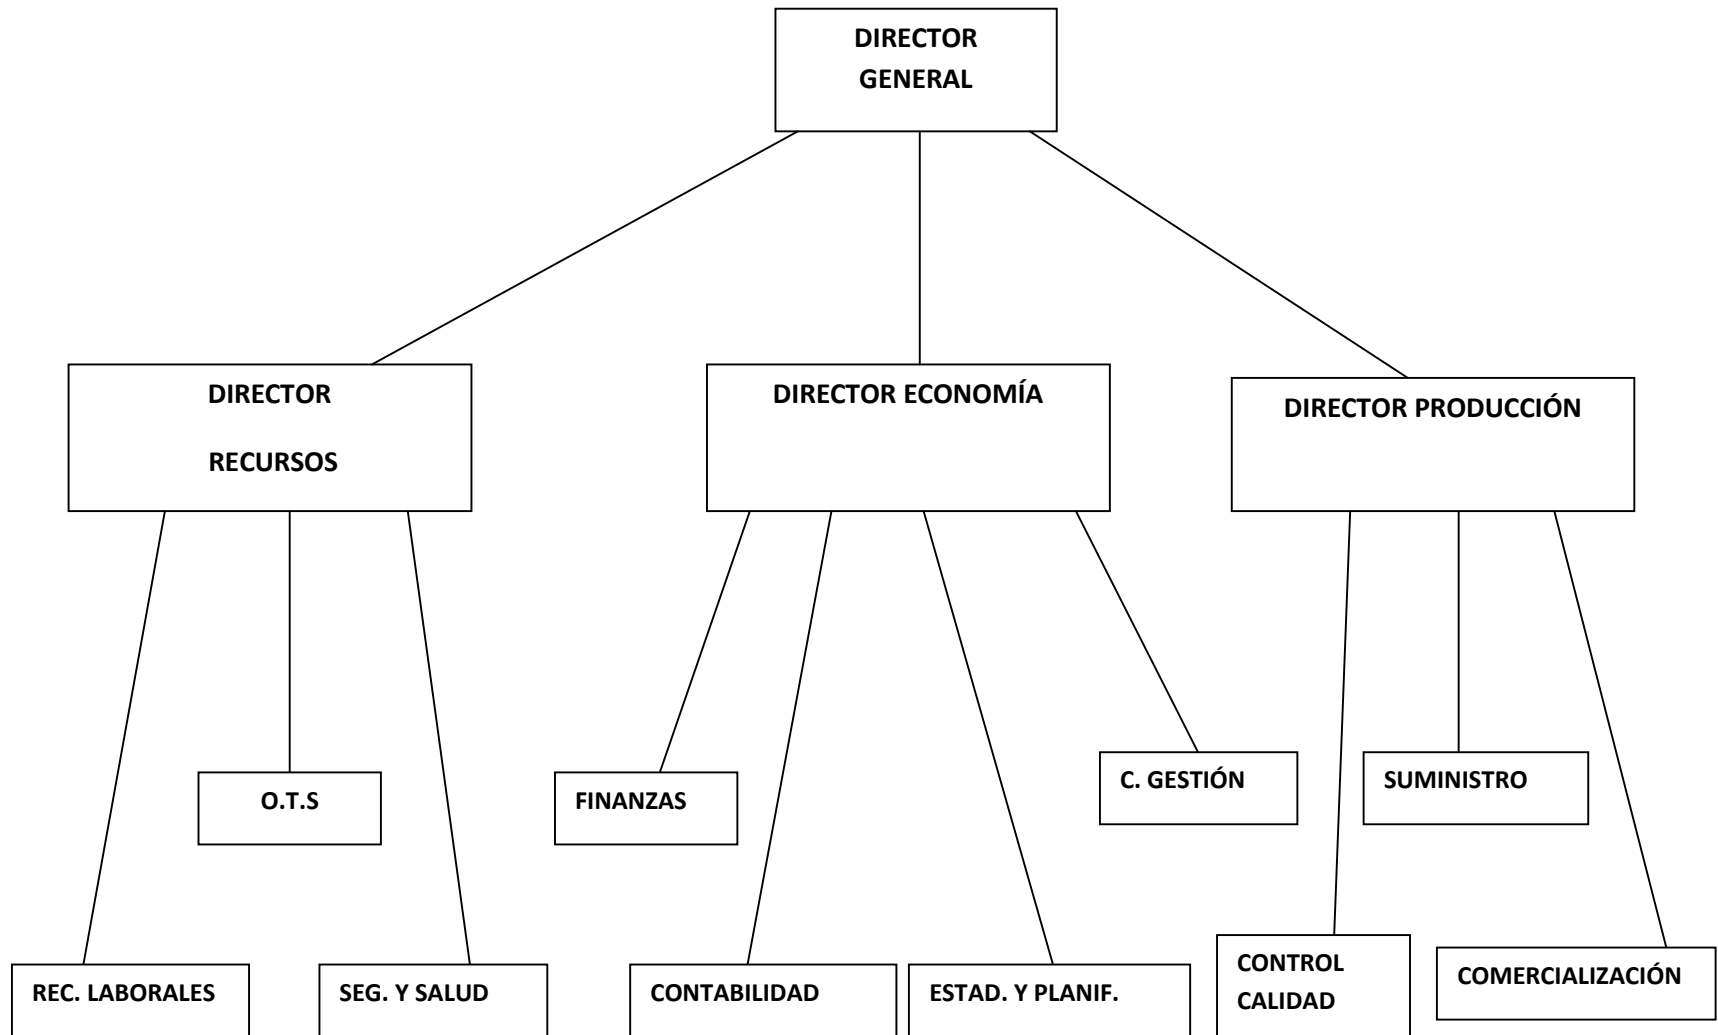 DIRECTOR
GENERAL
DIRECTOR
RECURSOS
DIRECTOR ECONOMÍA
DIRECTOR PRODUCCIÓN
O.T.S
FINANZAS
C. GESTIÓN
SUMINISTRO
REC. LABORALES
SEG. Y SALUD
CONTABILIDAD
ESTAD. Y PLANIF.
CONTROL
CALIDAD
COMERCIALIZACIÓN